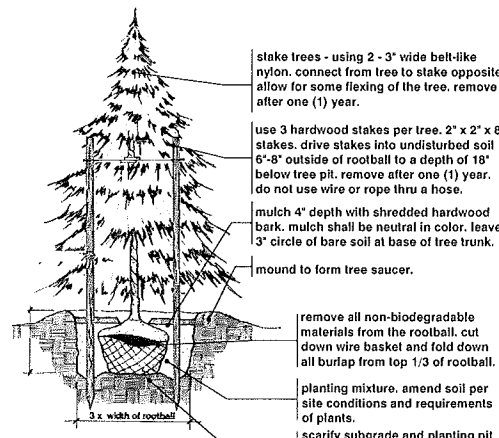 stake trees - using 2 - 3" wide belt-like
nylon. connect from tree to stake opposite
allow for some flexing of the tree. remove
after one (1) year.
use 3 hardwood stakes per tree. 2" x 2" x 8
stakes. drive stakes into undisturbed soil
6"-8" outside of rootball to a depth of 18"
below tree pit. remove after one (1) year.
do not use wire or rope thru a hose.
mulch 4" depth with shredded hardwood
bark. mulch shall be neutral in color. leave
3" circle of bare soil at base of tree trunk.
mound to form tree saucer.
remove all non-biodegradable
materials from the rootball. cut
down wire basket and fold down
all burlap from top 1/3 of rootball.
planting mixture. amend soil per
site conditions and requirements
of plants.
3 x width of rootball
scarify subgrade and planting pit